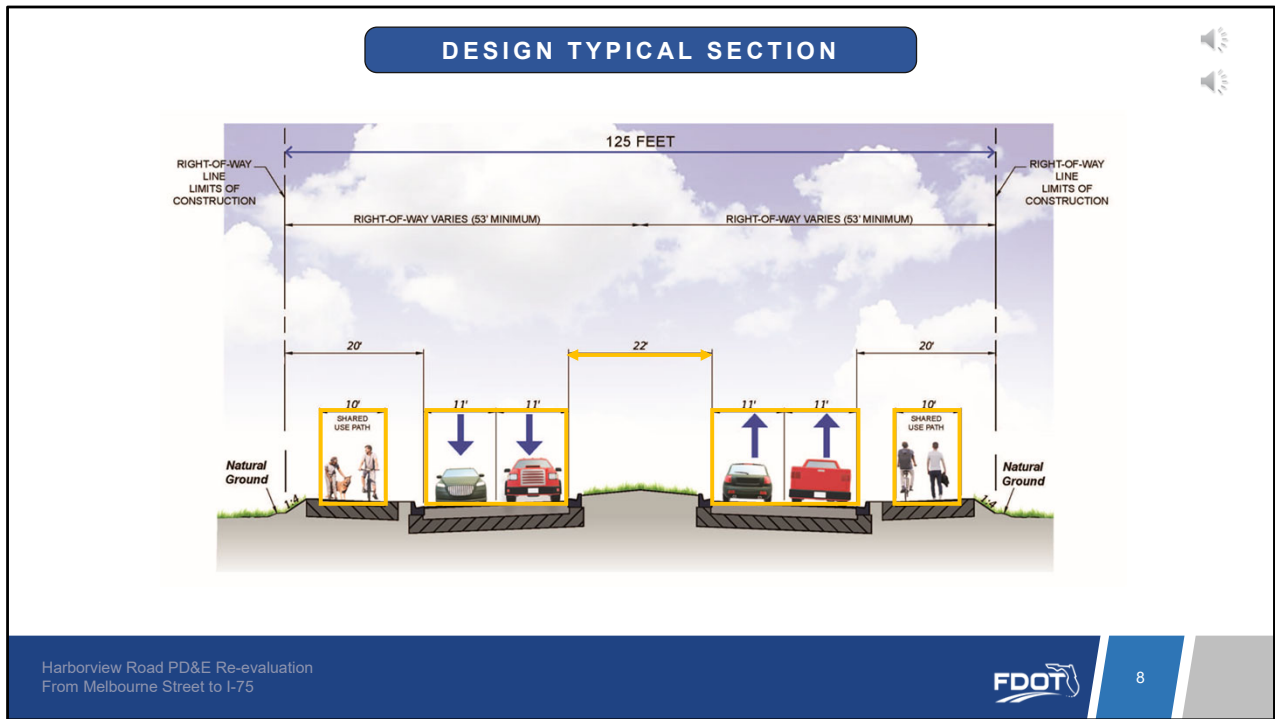 DESIGN TYPICAL SECTION
125 FEET
RIGHT-OF-WAY
LINE
LIMITS OF
CONSTRUCTION
RIGHT-OF-WAY
LINE
LIMITS OF
CONSTRUCTION
RIGHT-OF-WAY VARIES (53' MINIMUM)
RIGHT-OF-WAY VARIES (53' MINIMUM)
20'
22'
20'
10'
SHARED
USE PATH
11'
11'
11'
11'
10'
SHARED
USE PATH
Natural
Ground
1:4
Natural
Ground
1:4
Harborview Road PD&E Re-evaluation
From Melbourne Street to I-75
FDOT
8